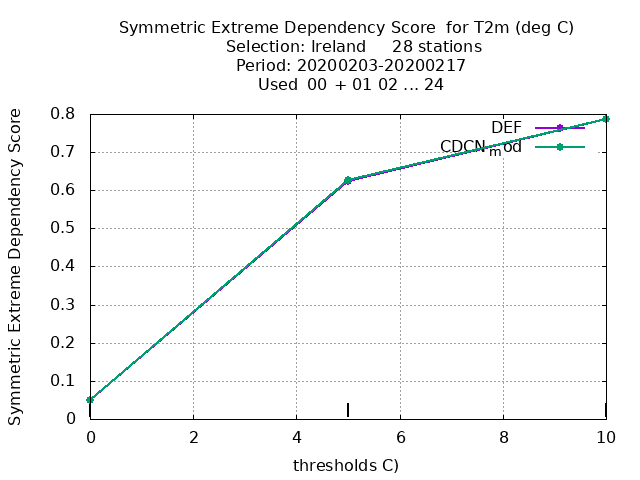 Symmetric Extreme Dependency Score for T2m (deg C)
Selection: Ireland 28 stations
Period: 20200203-20200217
Used 00 + 01 02 ... 24
Symmetric Extreme Dependency Score
0.8
0.7
0.6
0.5
0.4
0.3
0.2
0.1
0
DEF
CDCN_mod
0 2 4 6 8 10
thresholds C)